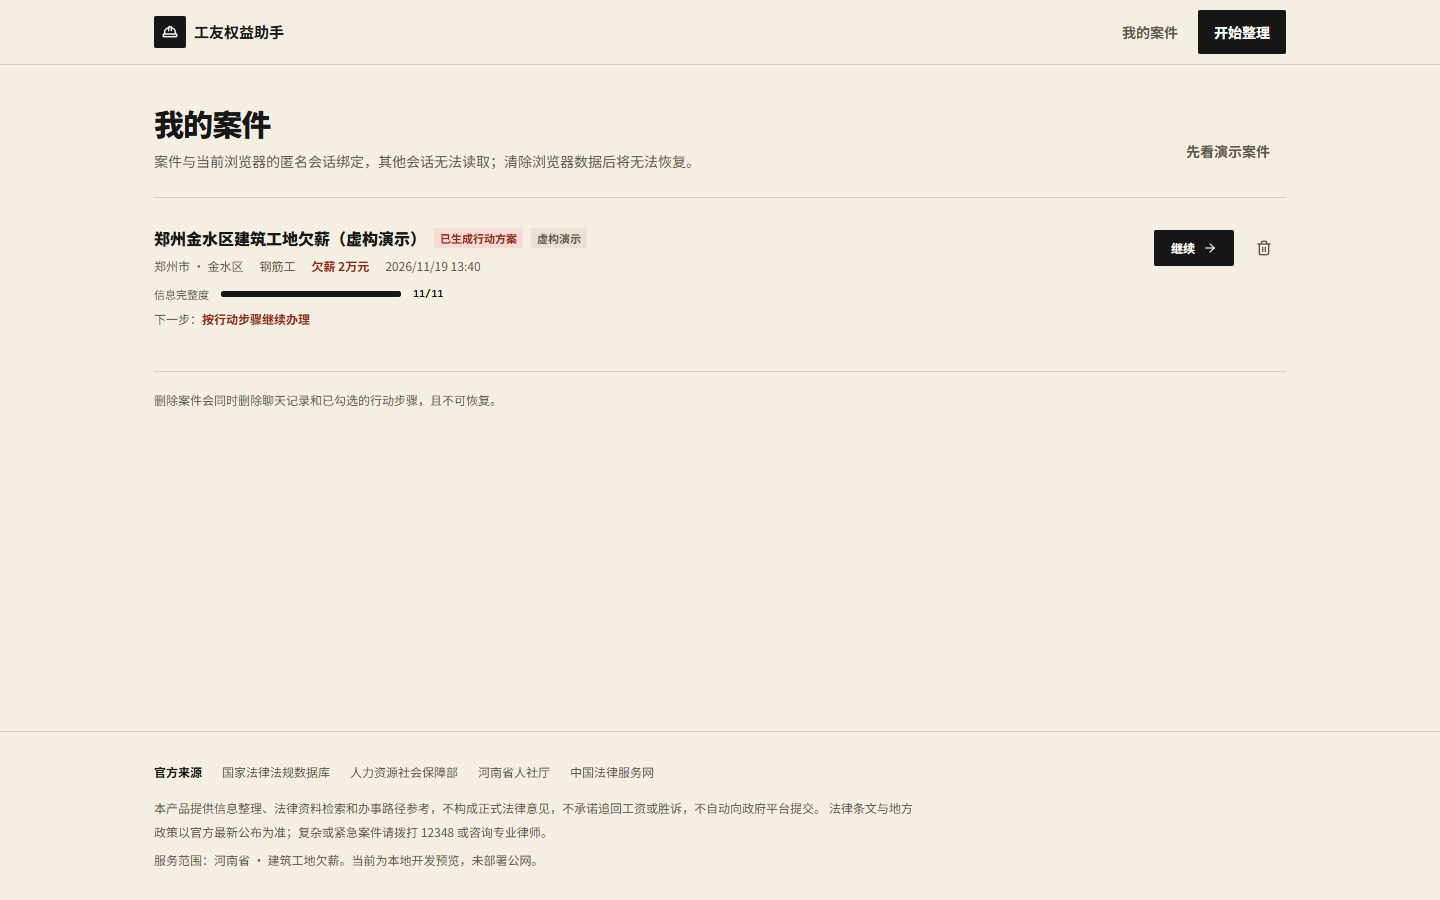 工友权益助手
我的案件
开始整理
我的案件
案件与当前浏览器的匿名会话绑定，其他会话无法读取；清除浏览器数据后将无法恢复。
先看演示案件
郑州金水区建筑工地欠薪（虚构演示） 已生成行动方案 虚构演示
继续
郑州市 · 金水区 钢筋工 欠薪 2万元 2026/11/19 13:40
信息完整度 11/11
下一步：按行动步骤继续办理
删除案件会同时删除聊天记录和已勾选的行动步骤，且不可恢复。
官方来源 国家法律法规数据库 人力资源社会保障部 河南省人社厅 中国法律服务网
本产品提供信息整理、法律资料检索和办事路径参考，不构成正式法律意见，不承诺追回工资或胜诉，不自动向政府平台提交。 法律条文与地方
政策以官方最新公布为准；复杂或紧急案件请拨打 12348 或咨询专业律师。
服务范围：河南省 · 建筑工地欠薪。当前为本地开发预览，未部署公网。